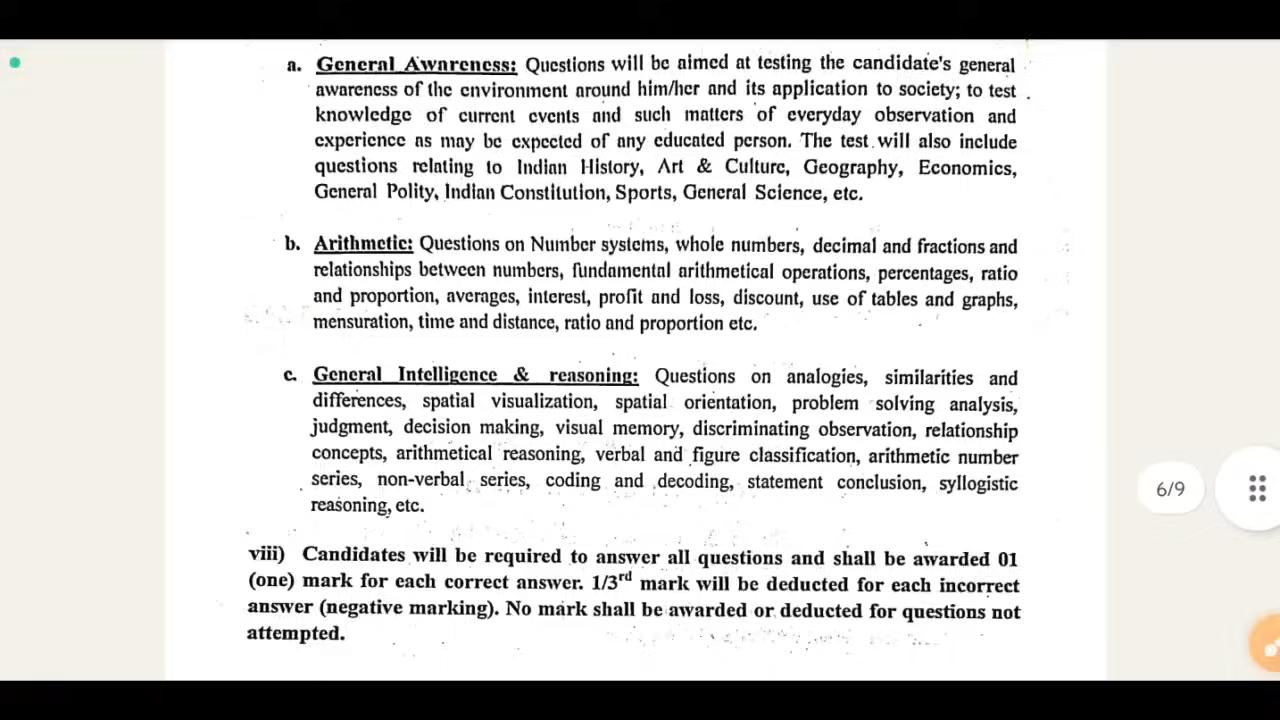 a. General Awareness: Questions will be aimed at testing the candidate's general
awareness of the environment around him/her and its application to society; to test
knowledge of current events and such matters of everyday observation and
experience as may be expected of any educated person. The test will also include
questions relating to Indian History, Art & Culture, Geography, Economics,
General Polity, Indian Constitution, Sports, General Science, etc.
b. Arithmetic: Questions on Number systems, whole numbers, decimal and fractions and
relationships between numbers, fundamental arithmetical operations, percentages, ratio
and proportion, averages, interest, profit and loss, discount, use of tables and graphs,
mensuration, time and distance, ratio and proportion etc.
c. General Intelligence & reasoning: Questions on analogies, similarities and
differences, spatial visualization, spatial orientation, problem solving analysis,
judgment, decision making, visual memory, discriminating observation, relationship
concepts, arithmetical reasoning, verbal and figure classification, arithmetic number
series, non-verbal series, coding and decoding, statement conclusion, syllogistic
reasoning, etc.
viii) Candidates will be required to answer all questions and shall be awarded 01
(one) mark for each correct answer. 1/3rd mark will be deducted for each incorrect
answer (negative marking). No mark shall be awarded or deducted for questions not
attempted.
6/9